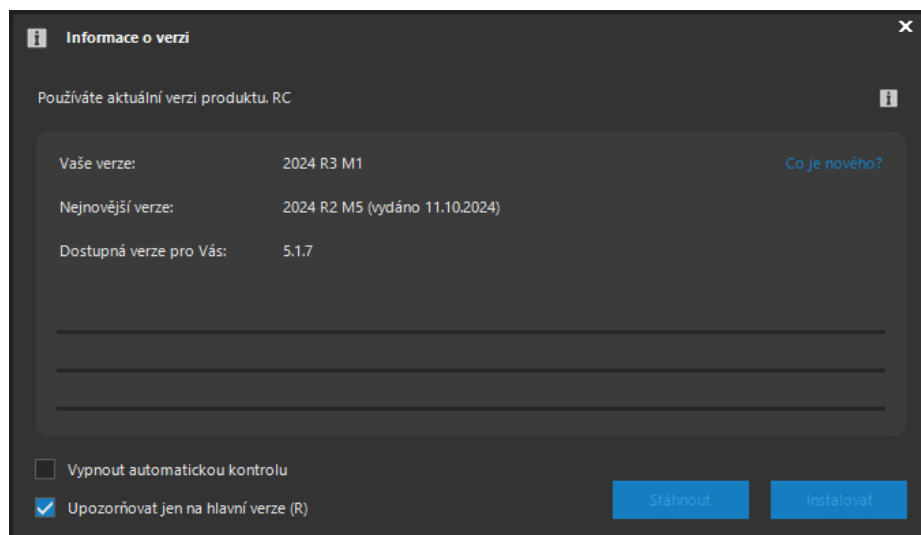 Informace o verzi
Používáte aktuální verzi produktu. RC
Vaše verze: 2024 R3 M1 Co je nového?
Nejnovější verze: 2024 R2 M5 (vydáno 11.10.2024)
Dostupná verze pro Vás: 5.1.7
Vypnout automatickou kontrolu
Upozorňovat jen na hlavní verze (R)
Stáhnout Instalovat